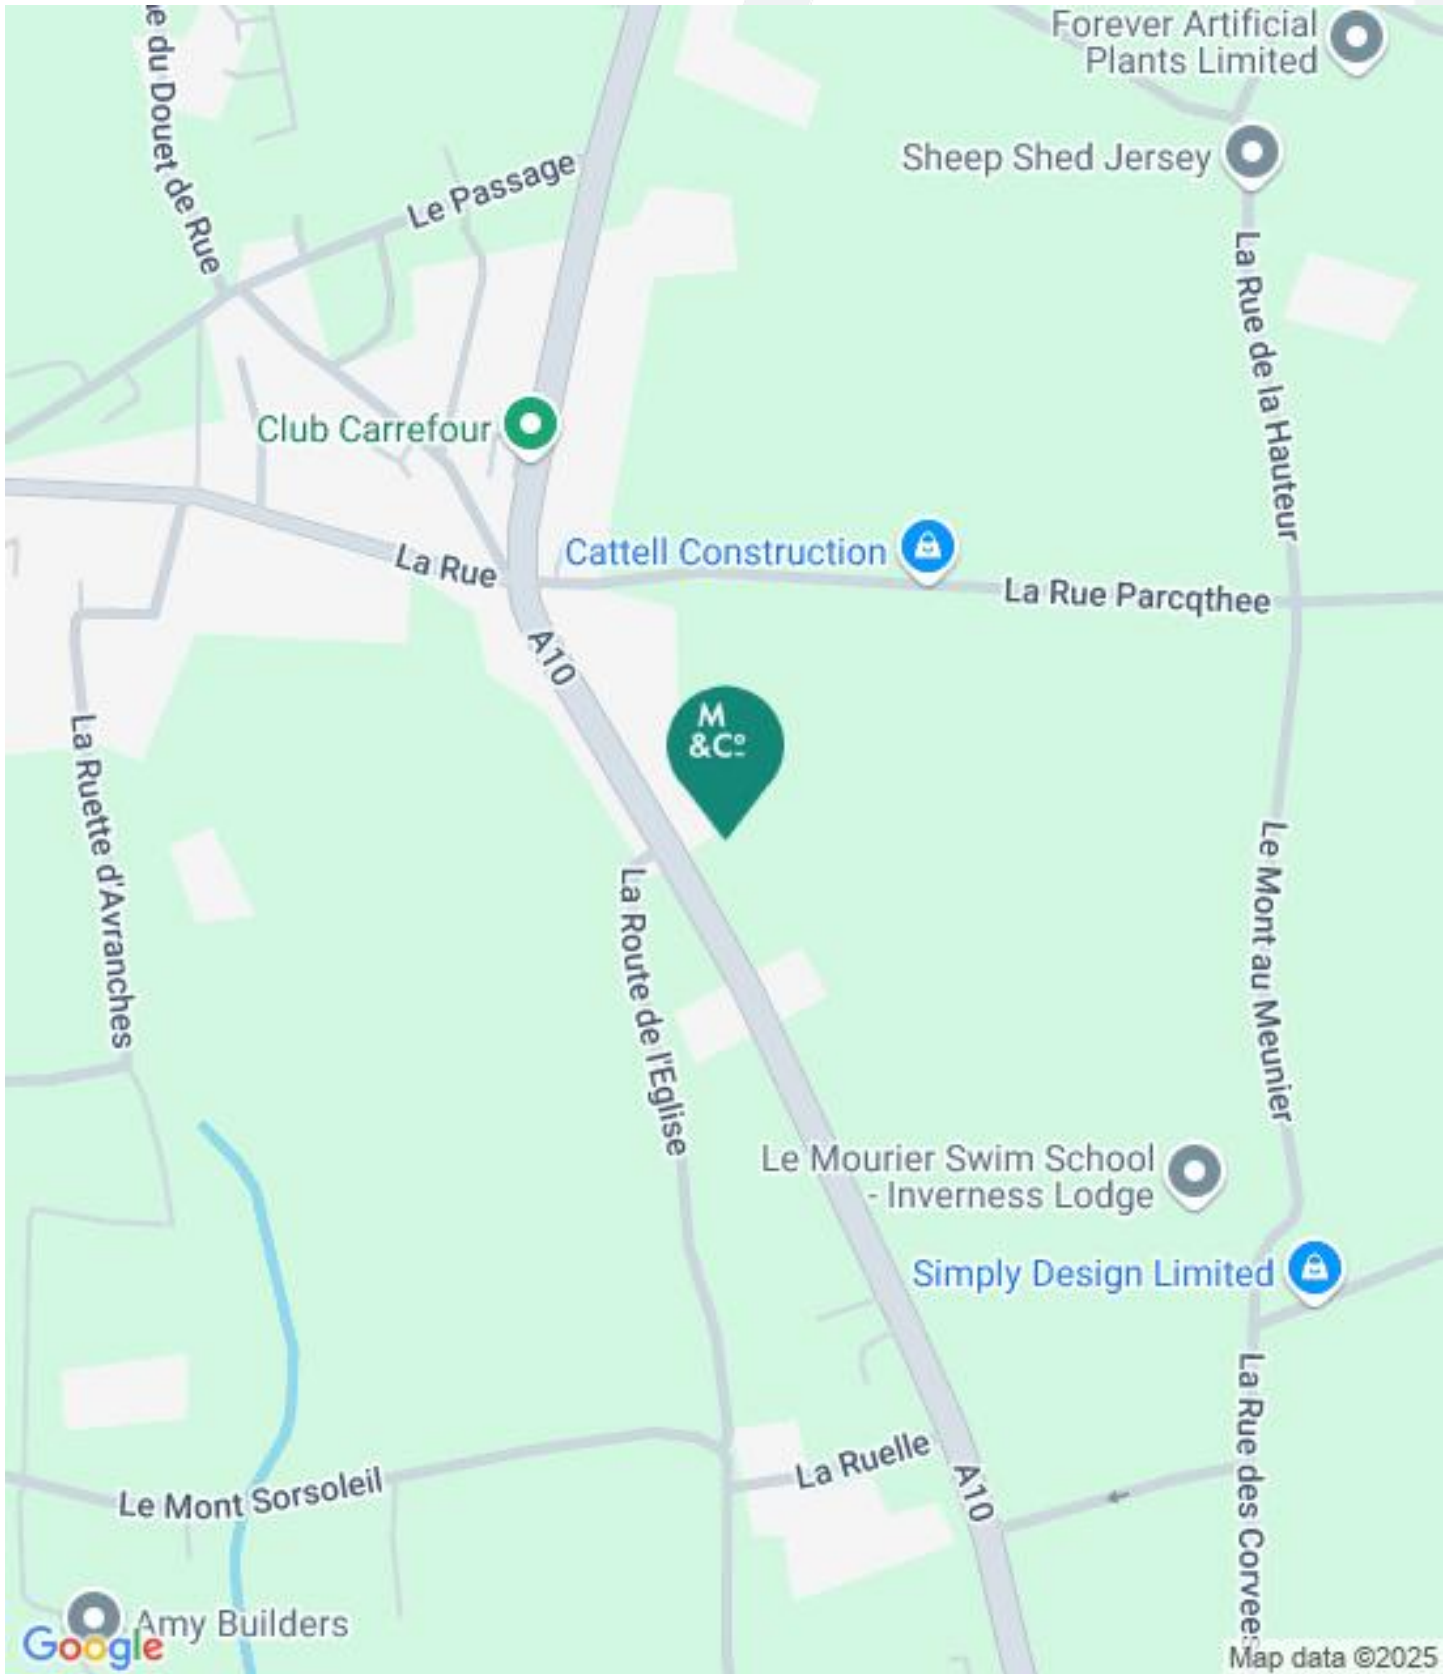 Forever Artificial
Plants Limited
e du Douet de Rue
Sheep Shed Jersey
Le Passage
La Rue de la Hauteur
Club Carrefour
Cattell Construction
La Rue
La Rue Parcqthee
A10
M
&Cº
La Ruette d'Avranches
Le Mont au Meunier
La Route de l'Eglise
Le Mourier Swim School
- Inverness Lodge
Simply Design Limited
La Rue des Corvees
La Ruelle
A10
Le Mont Sorsoleil
Amy Builders
Google
Map data ©2025